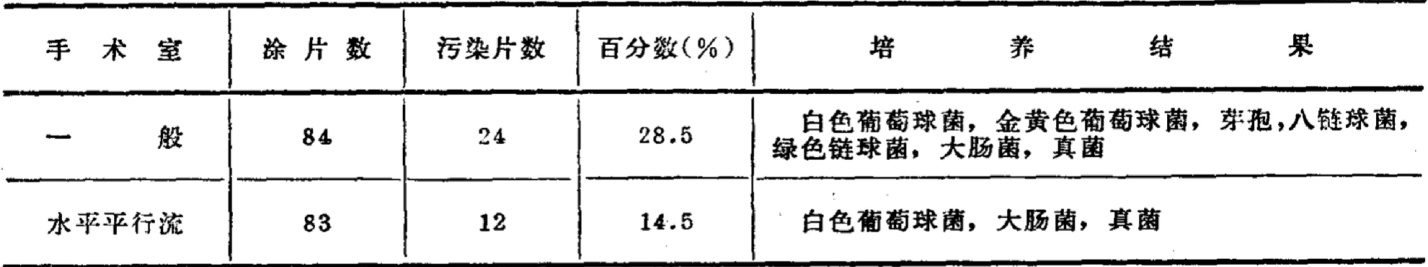 手术室 涂片数 污染片数 百分数(%) 培养结果
一般 84 24 28.5 白色葡萄球菌，金黄色葡萄球菌，芽孢，八链球菌，
绿色链球菌，大肠菌，真菌
水平平行流 83 12 14.5 白色葡萄球菌，大肠菌，真菌